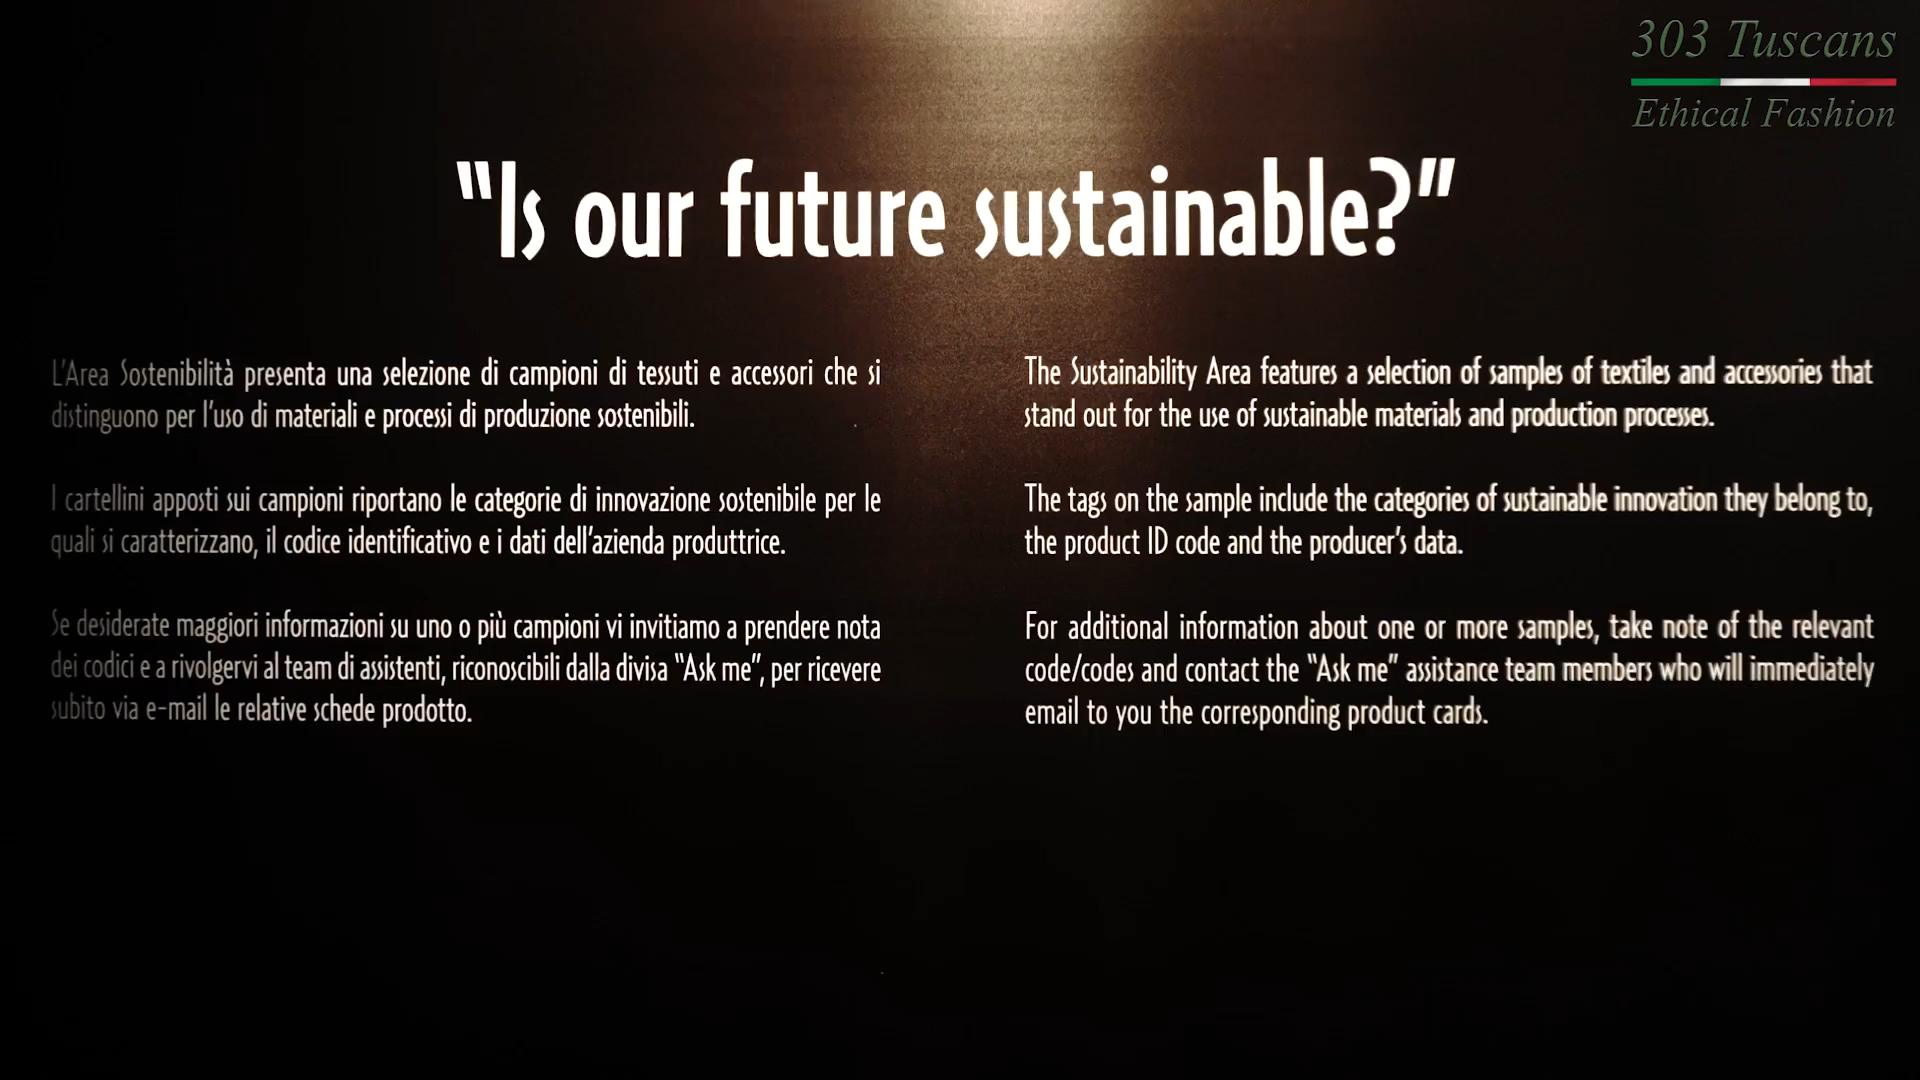 303 Tuscans
Ethical Fashion
“Is our future sustainable?”
L’Area Sostenibilità presenta una selezione di campioni di tessuti e accessori che si
distinguono per l’uso di materiali e processi di produzione sostenibili.
I cartellini apposti sui campioni riportano le categorie di innovazione sostenibile per le
quali si caratterizzano, il codice identificativo e i dati dell’azienda produttrice.
Se desiderate maggiori informazioni su uno o più campioni vi invitiamo a prendere nota
dei codici e a rivolgervi al team di assistenti, riconoscibili dalla divisa “Ask me”, per ricevere
subito via e-mail le relative schede prodotto.
The Sustainability Area features a selection of samples of textiles and accessories that
stand out for the use of sustainable materials and production processes.
The tags on the sample include the categories of sustainable innovation they belong to,
the product ID code and the producer’s data.
For additional information about one or more samples, take note of the relevant
code/codes and contact the “Ask me” assistance team members who will immediately
email to you the corresponding product cards.